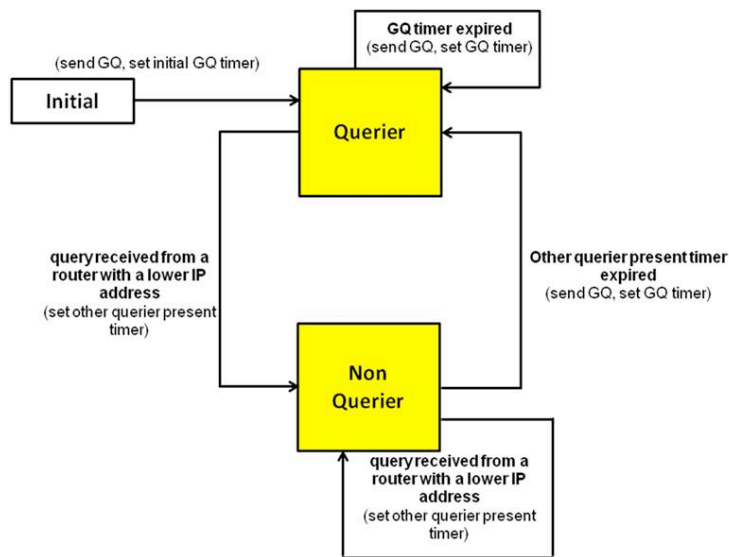 GQ timer expired
(send GQ, set GQ timer)
(send GQ, set initial GQ timer)
Initial
Querier
query received from a
router with a lower IP
address
(set other querier present
timer)
Other querier present timer
expired
(send GQ, set GQ timer)
Non
Querier
query received from a
router with a lower IP
address
(set other querier present
timer)